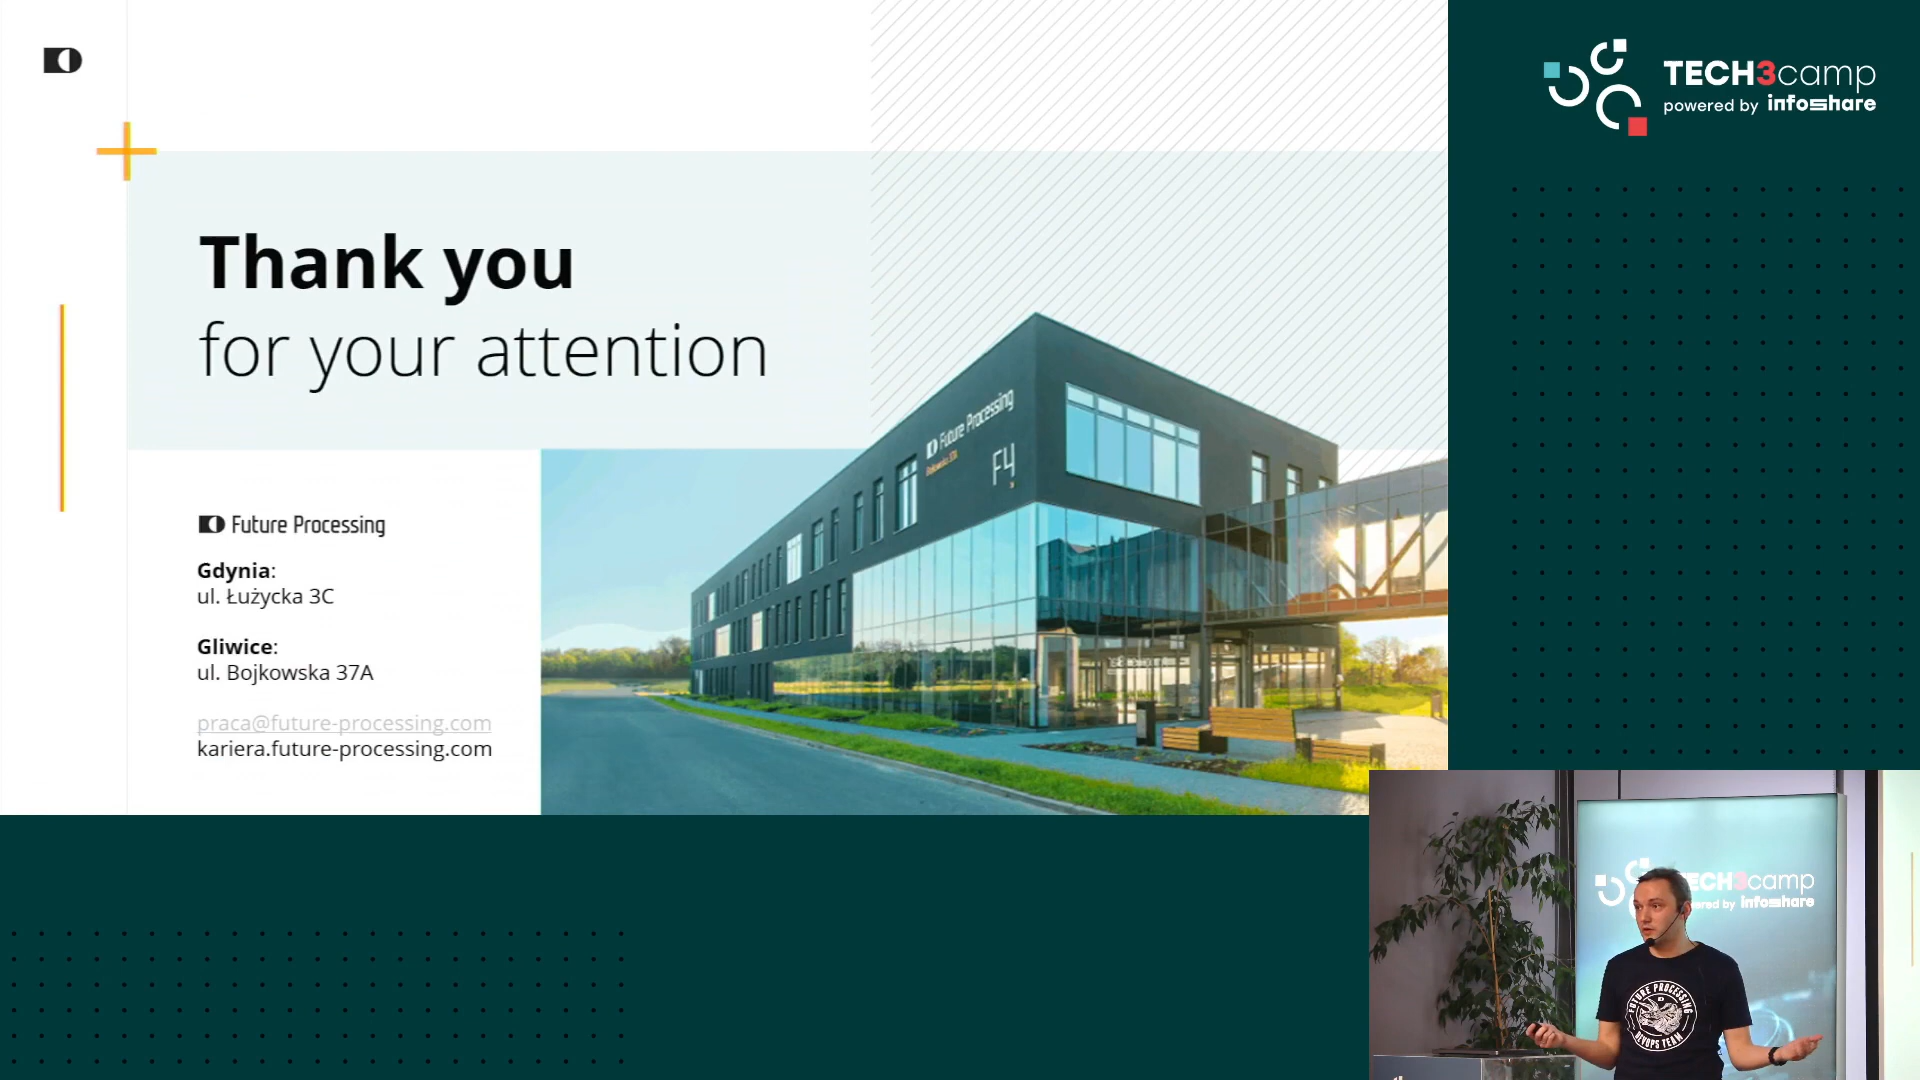 TECH3camp
powered by infoshare
Thank you
for your attention
Future Processing
Bojkowska 37A
F4
Future Processing
Gdynia:
ul. Łużycka 3C
Gliwice:
ul. Bojkowska 37A
praca@future-processing.com
kariera.future-processing.com
TECH3camp
powered by infoshare
FUTURE PROCESSING
DEVOPS TEAM